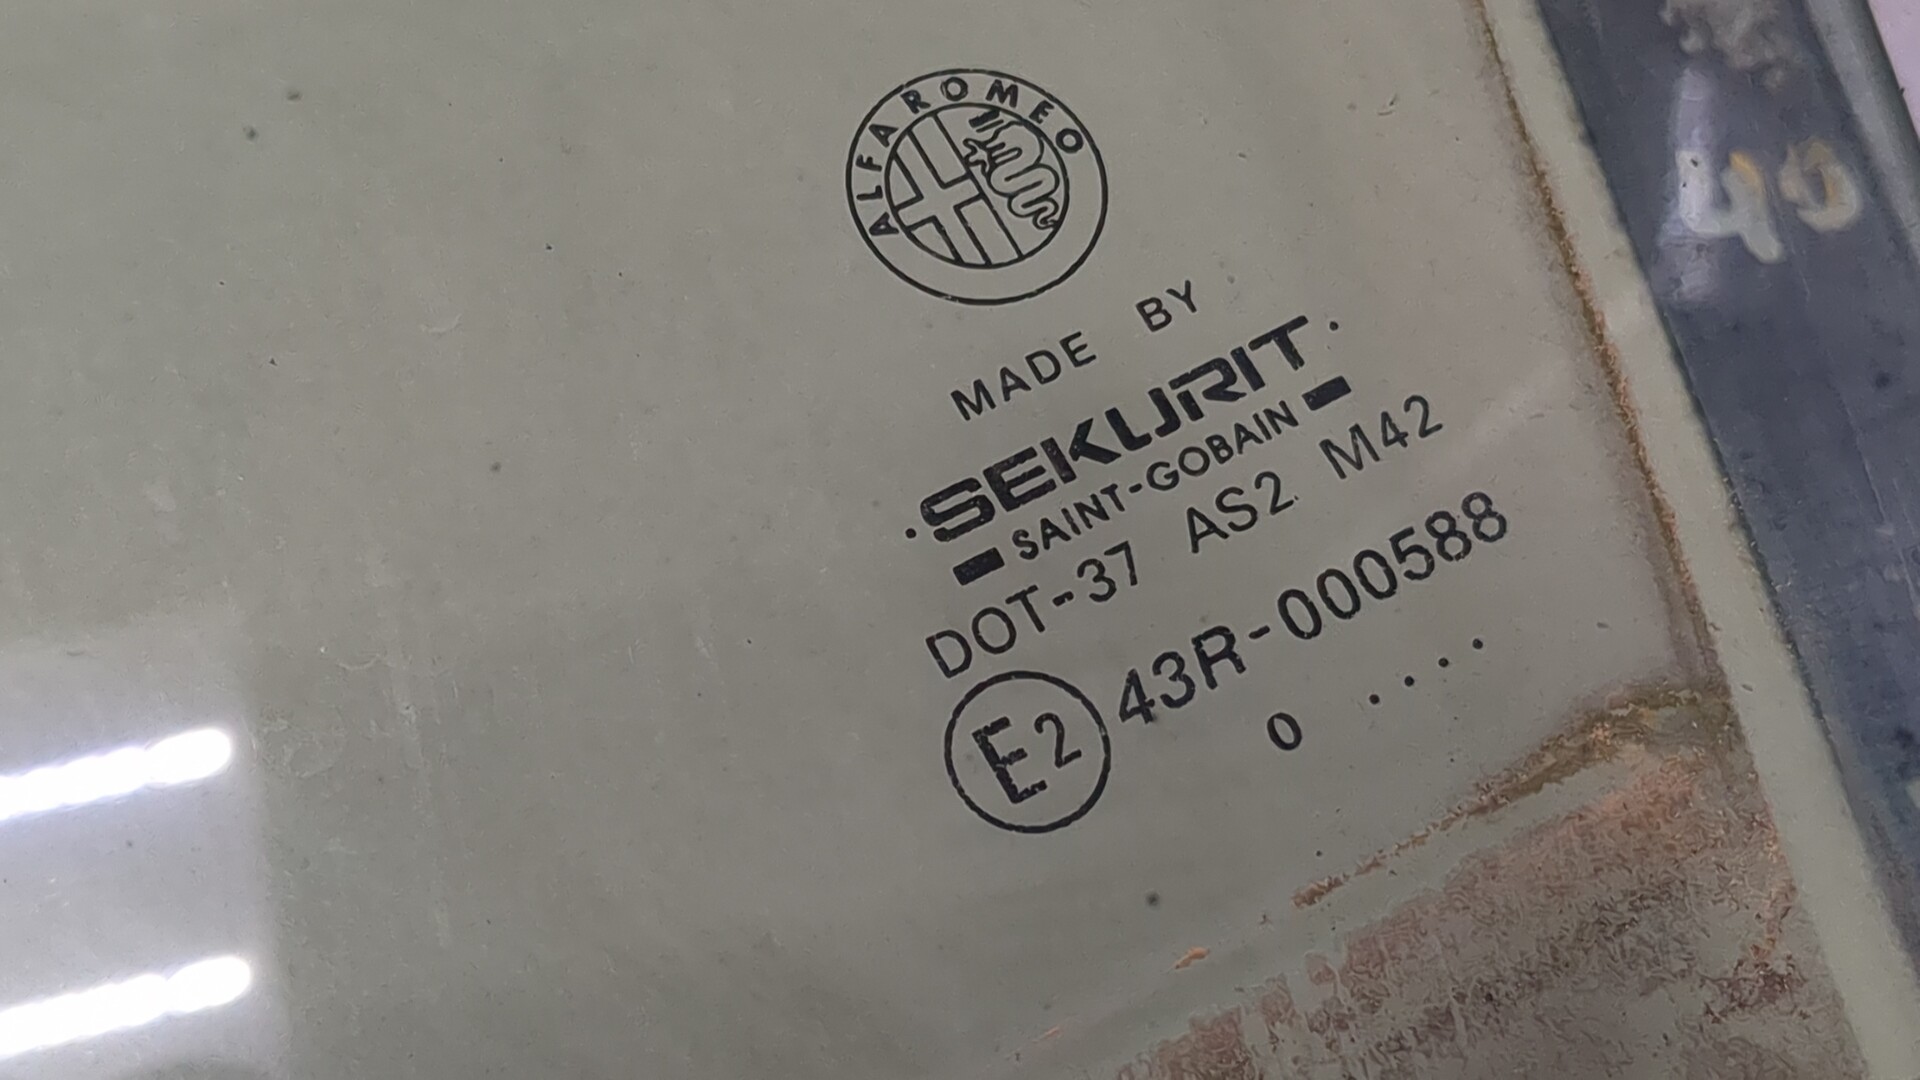 ALFA ROMEO
MADE BY
SEKURIT
SAINT-GOBAIN
DOT-37 AS2 M42
E2 43R-000588
0 ....